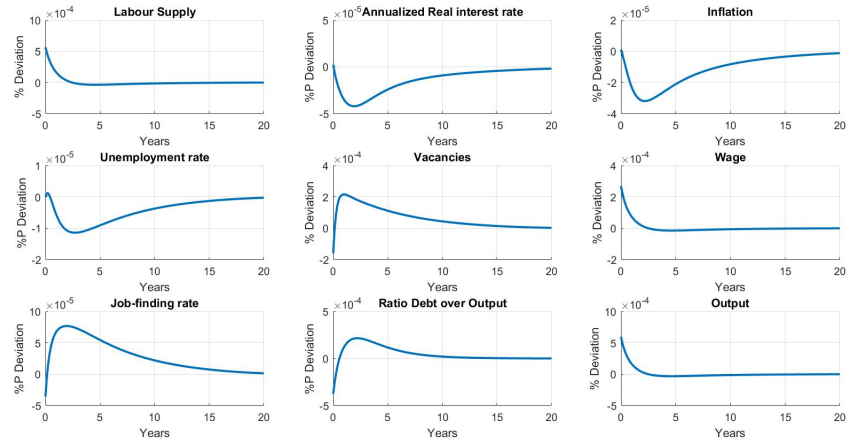 Labour Supply
×10⁻⁴
10
5
0
-5
% Deviation
0 5 10 15 20
Years
Annualized Real interest rate
×10⁻⁵
5
0
-5
%P Deviation
0 5 10 15 20
Years
Inflation
×10⁻⁵
2
0
-2
-4
%P Deviation
0 5 10 15 20
Years
Unemployment rate
×10⁻⁵
1
0
-1
-2
%P Deviation
0 5 10 15 20
Years
Vacancies
×10⁻⁴
4
2
0
-2
% Deviation
0 5 10 15 20
Years
Wage
×10⁻⁴
4
2
0
-2
% Deviation
0 5 10 15 20
Years
Job-finding rate
×10⁻⁵
10
5
0
-5
%P Deviation
0 5 10 15 20
Years
Ratio Debt over Output
×10⁻⁴
5
0
-5
%P Deviation
0 5 10 15 20
Years
Output
×10⁻⁴
10
5
0
-5
% Deviation
0 5 10 15 20
Years